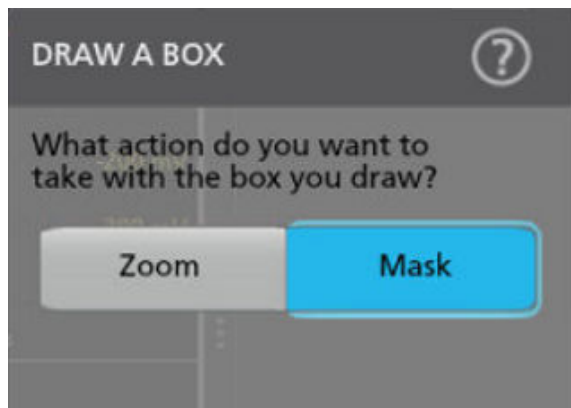 DRAW A BOX
?
What action do you want to
take with the box you draw?
Zoom
Mask